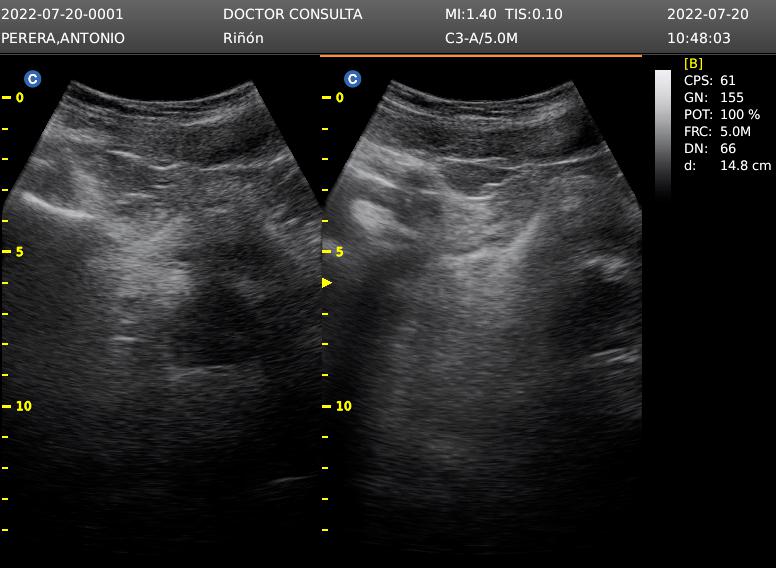 2022-07-20-0001 DOCTOR CONSULTA MI:1.40 TIS:0.10 2022-07-20
PERERA,ANTONIO Riñón C3-A/5.0M 10:48:03
C C [B]
0 0 CPS: 61
GN: 155
POT: 100 %
FRC: 5.0M
DN: 66
d: 14.8 cm
5 5
10 10